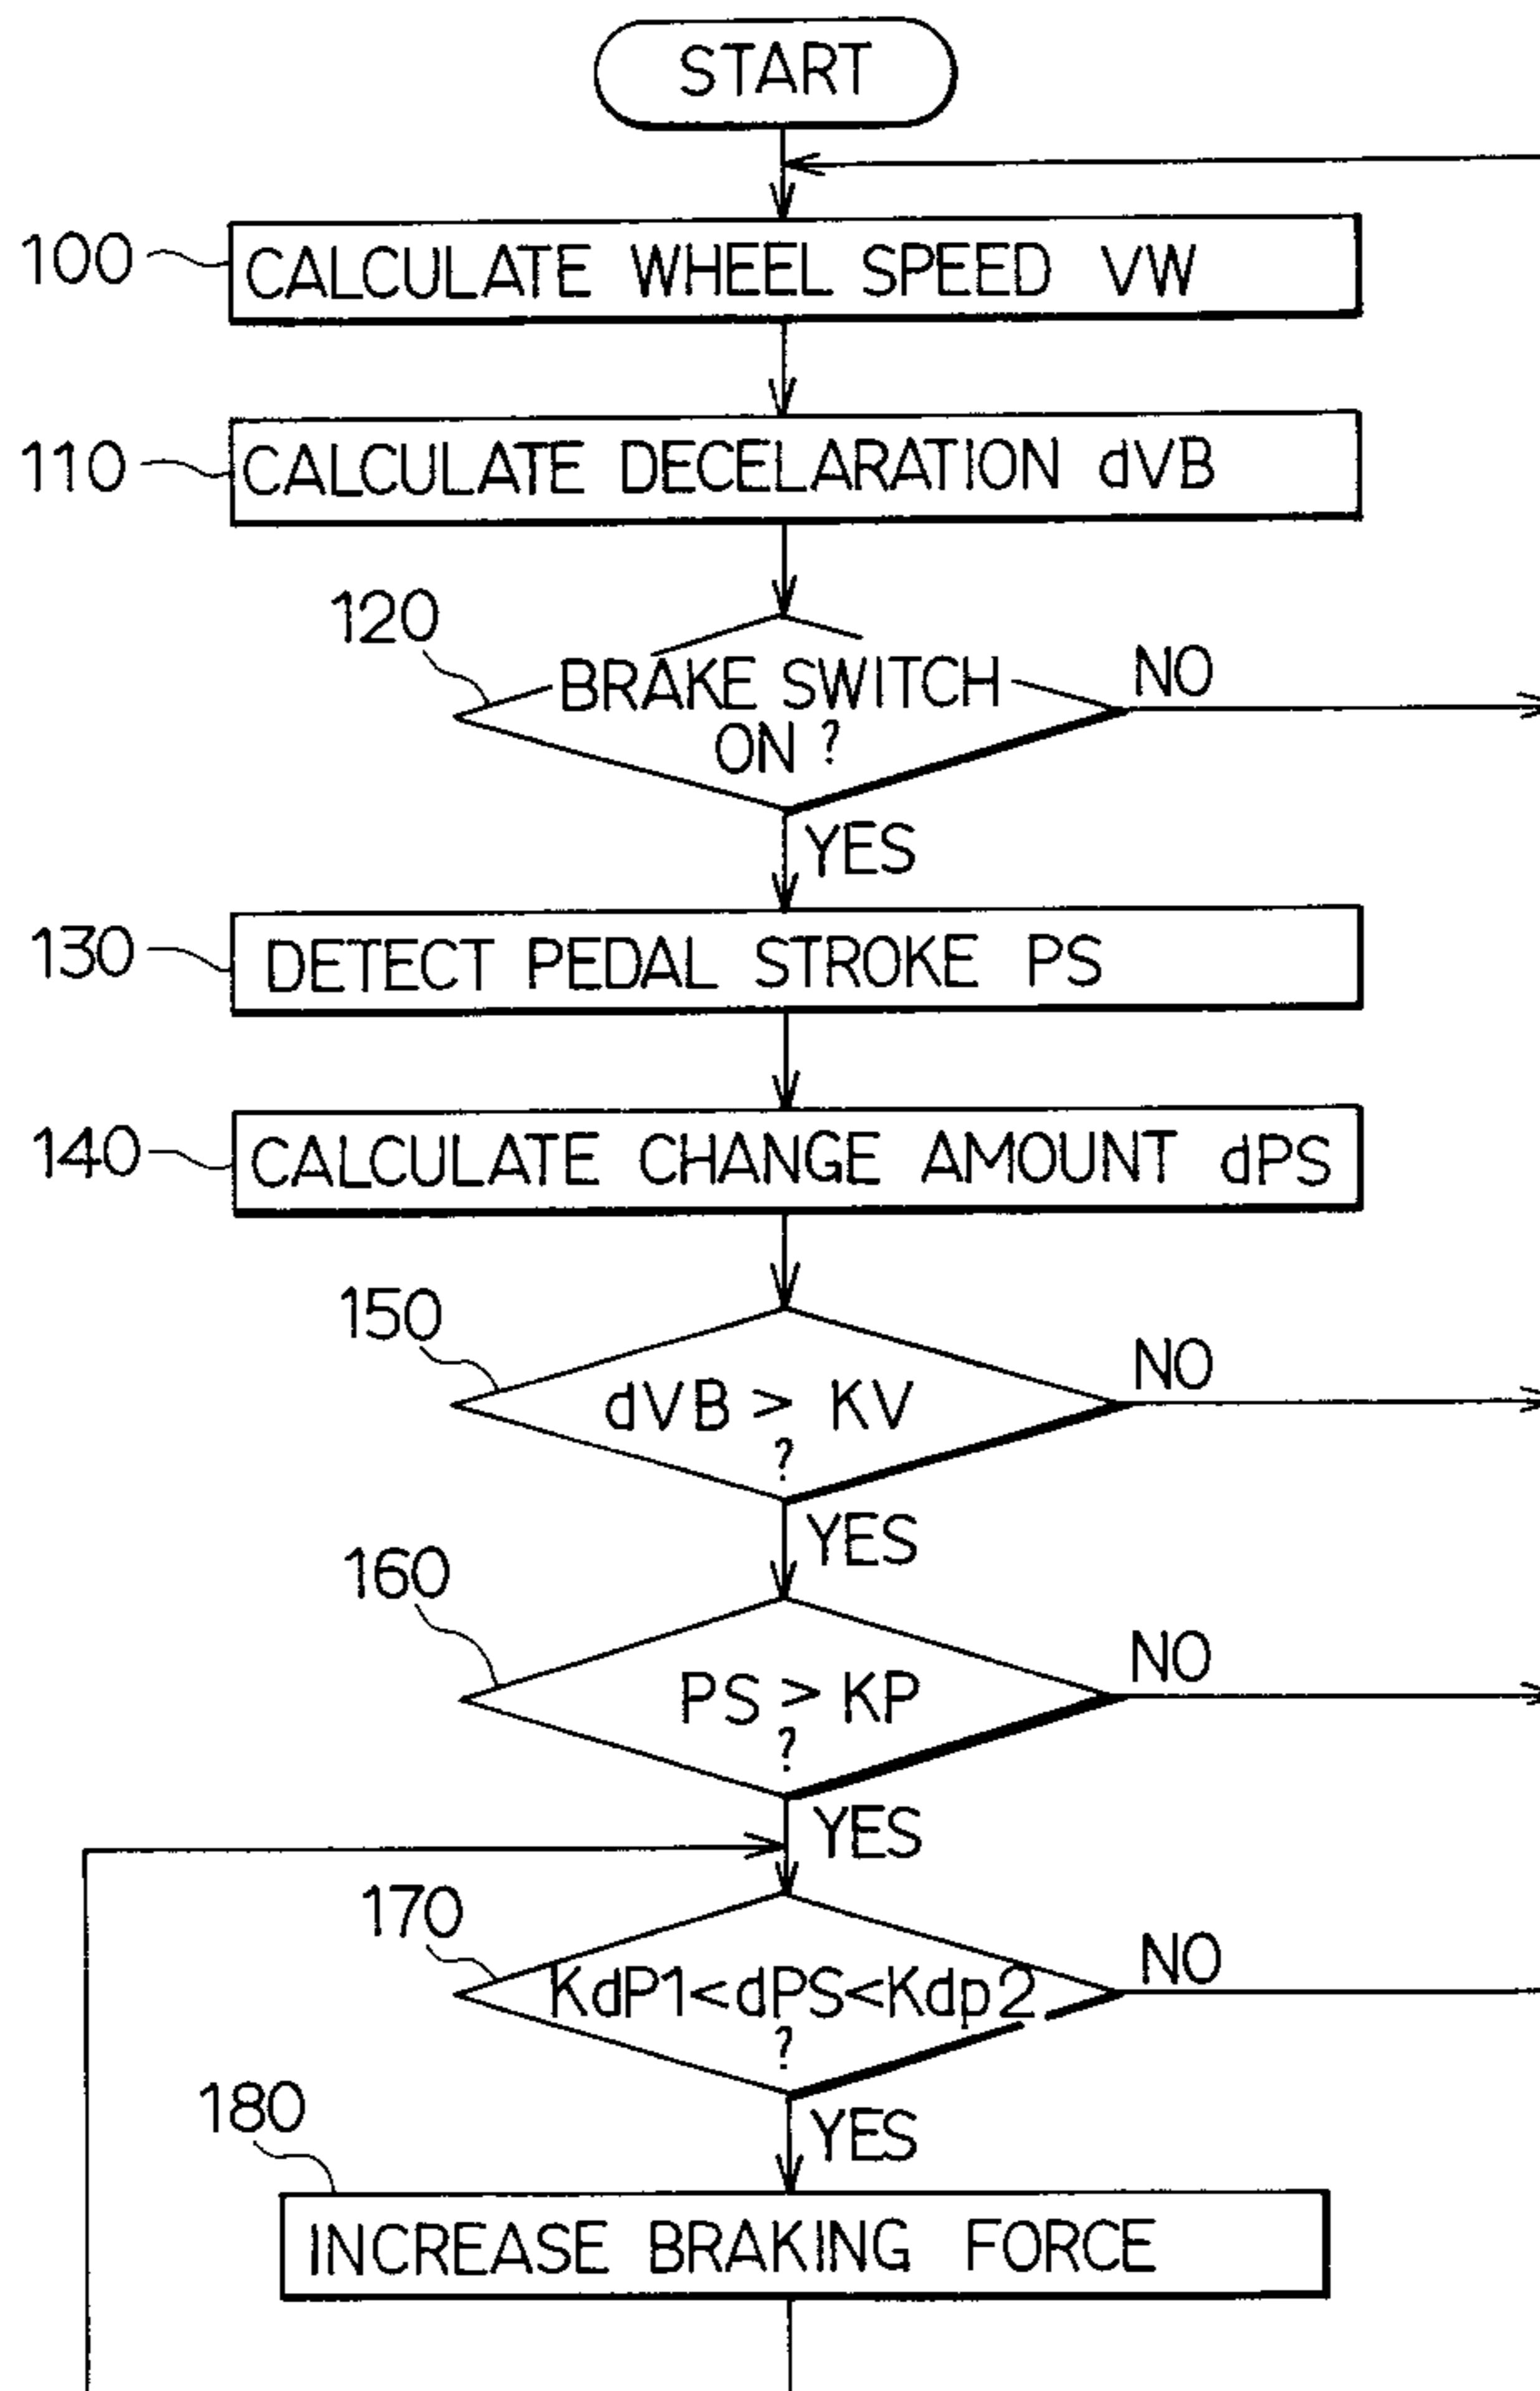 START
100
CALCULATE WHEEL SPEED VW
110
CALCULATE DECELARATION dVB
120
BRAKE SWITCH
ON ?
NO
YES
130
DETECT PEDAL STROKE PS
140
CALCULATE CHANGE AMOUNT dPS
150
dVB > KV
?
NO
YES
160
PS > KP
?
NO
YES
170
KdP1<dPS<Kdp2
?
NO
YES
180
INCREASE BRAKING FORCE